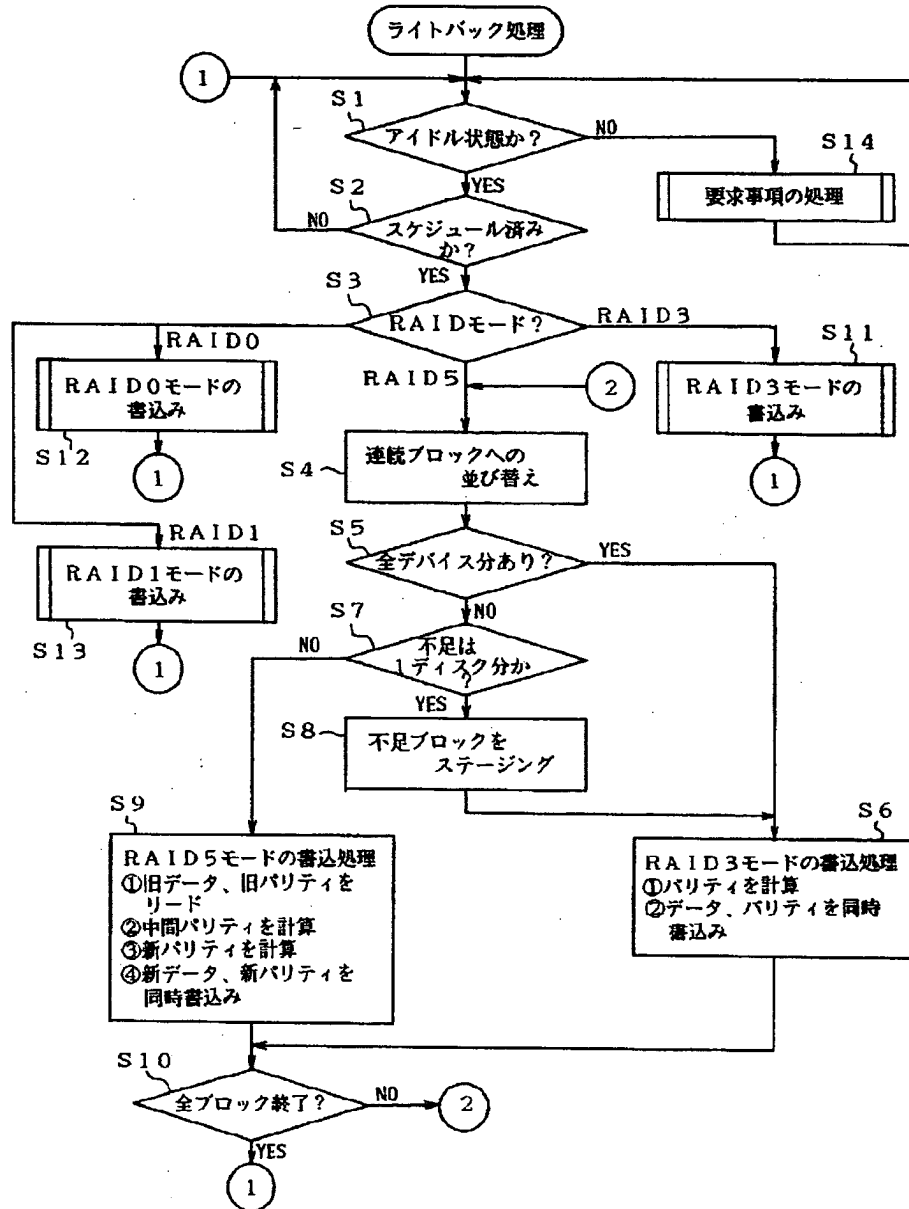 ライトバック処理
1
S1
アイドル状態か?
NO
S14
要求事項の処理
YES
S2
スケジュール済み
か?
NO
YES
S3
RAIDモード?
RAID0
RAID3
RAID5
2
S11
RAID0モードの
書込み
S12
1
RAID3モードの
書込み
1
S4
連続ブロックへの
並び替え
RAID1
RAID1モードの
書込み
S13
1
S5
全デバイス分あり?
YES
NO
S7
不足は
1ディスク分か
?
NO
YES
S8
不足ブロックを
ステージング
S9
RAID5モードの書込処理
①旧データ、旧パリティを
リード
②中間パリティを計算
③新パリティを計算
④新データ、新パリティを
同時書込み
S6
RAID3モードの書込処理
①パリティを計算
②データ、パリティを同時
書込み
S10
全ブロック終了?
NO
2
YES
1